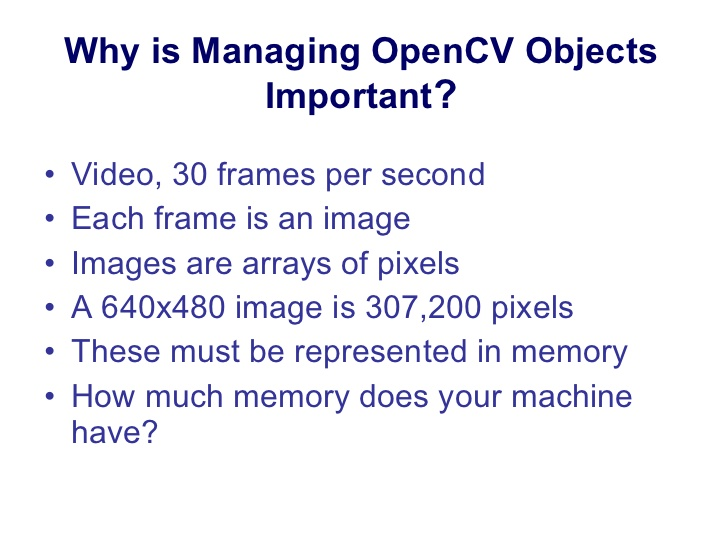 Why is Managing OpenCV Objects
Important?
• Video, 30 frames per second
• Each frame is an image
• Images are arrays of pixels
• A 640x480 image is 307,200 pixels
• These must be represented in memory
• How much memory does your machine
have?